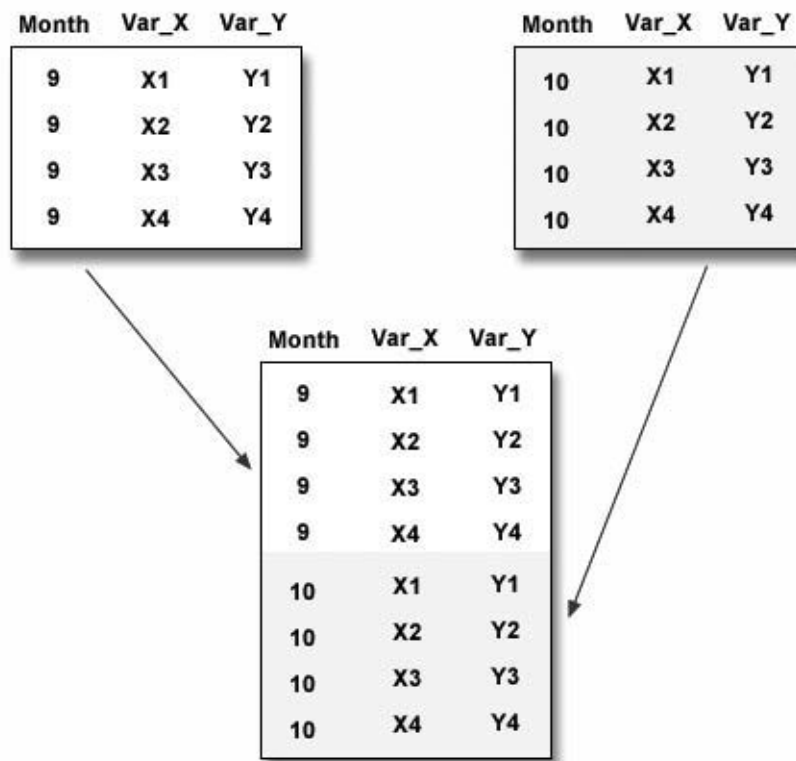 Month Var_X Var_Y
9 X1 Y1
9 X2 Y2
9 X3 Y3
9 X4 Y4
Month Var_X Var_Y
10 X1 Y1
10 X2 Y2
10 X3 Y3
10 X4 Y4
Month Var_X Var_Y
9 X1 Y1
9 X2 Y2
9 X3 Y3
9 X4 Y4
10 X1 Y1
10 X2 Y2
10 X3 Y3
10 X4 Y4